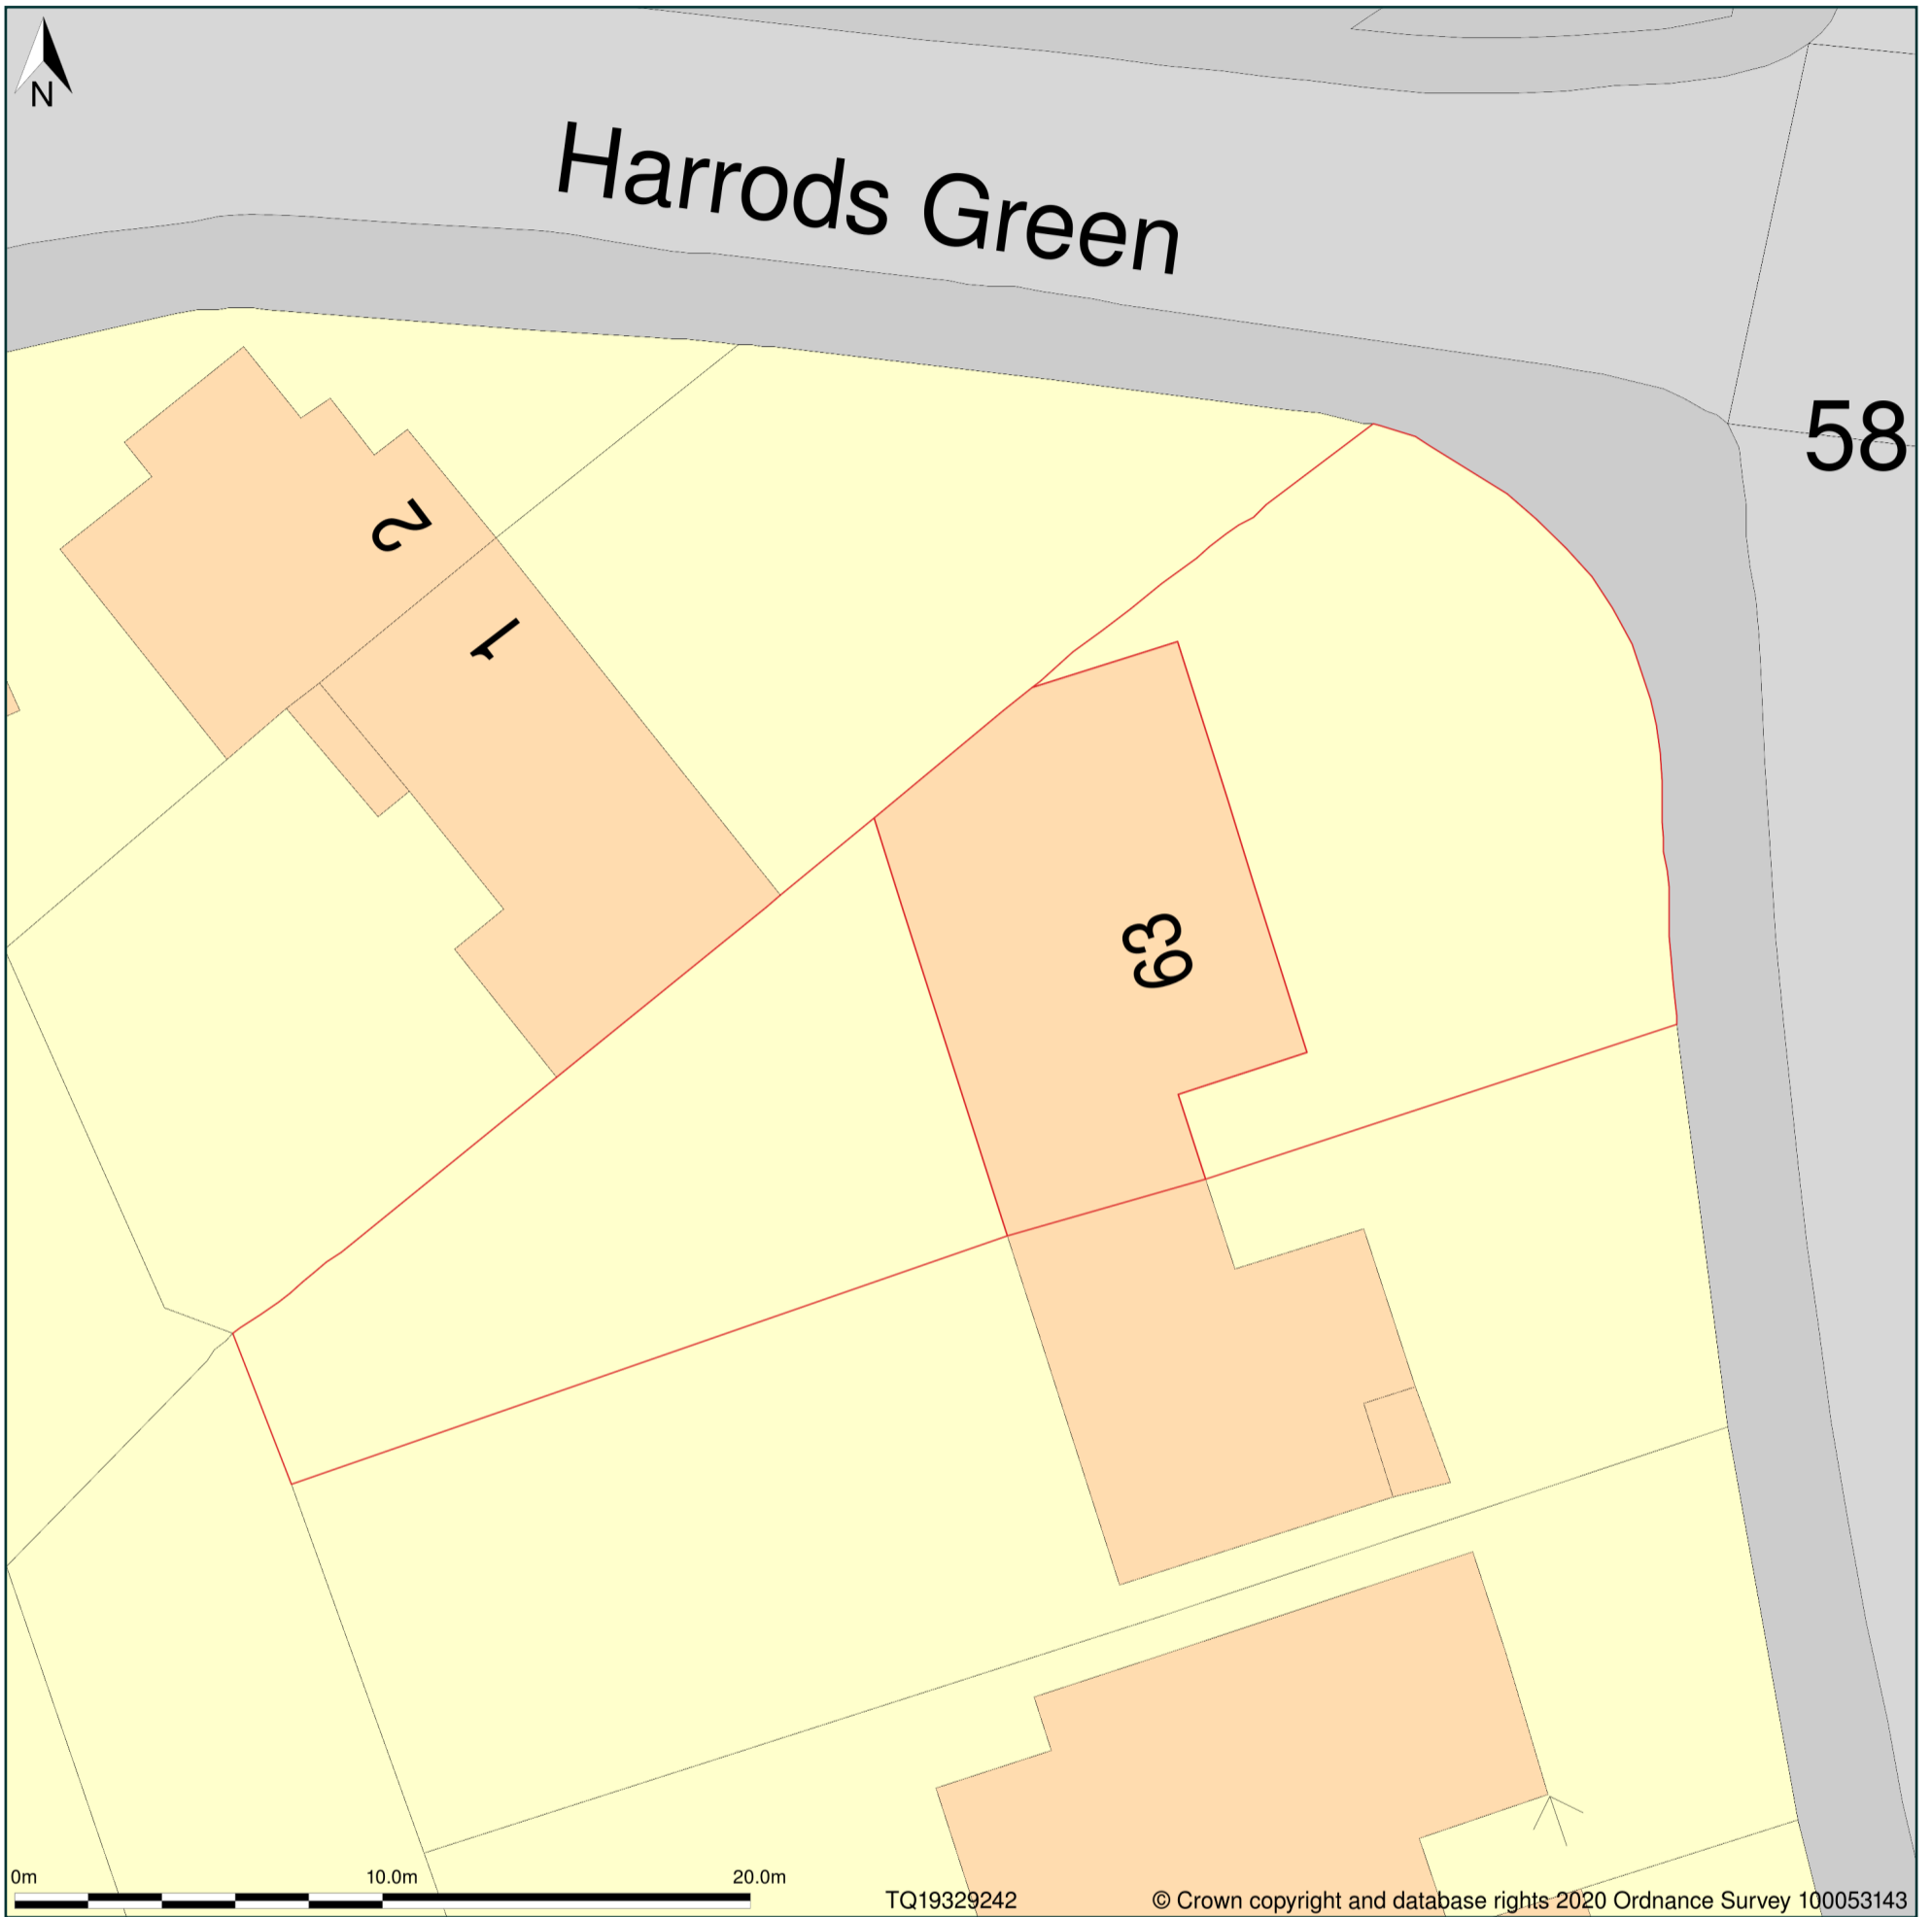 N
Harrods Green
58
2
1
39
0m 10.0m 20.0m
TQ19329242
© Crown copyright and database rights 2020 Ordnance Survey 100053143